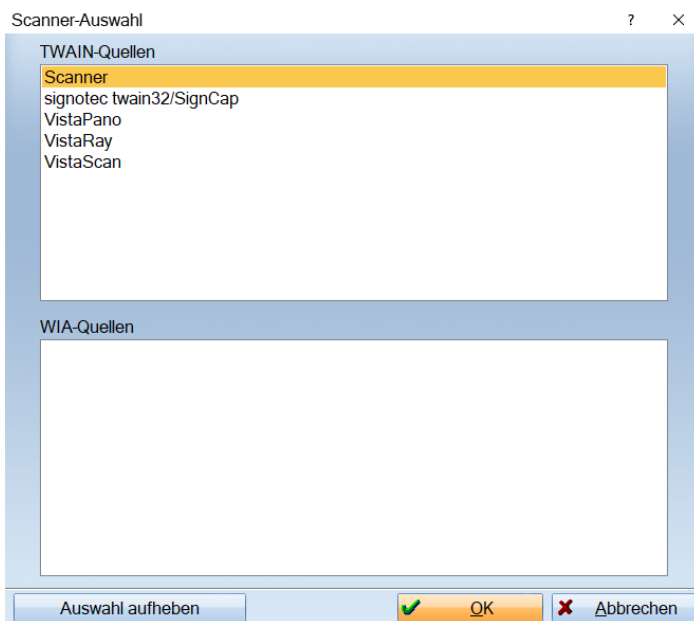 Scanner-Auswahl ? ×
TWAIN-Quellen
Scanner
signotec twain32/SignCap
VistaPano
VistaRay
VistaScan
WIA-Quellen
Auswahl aufheben OK Abbrechen